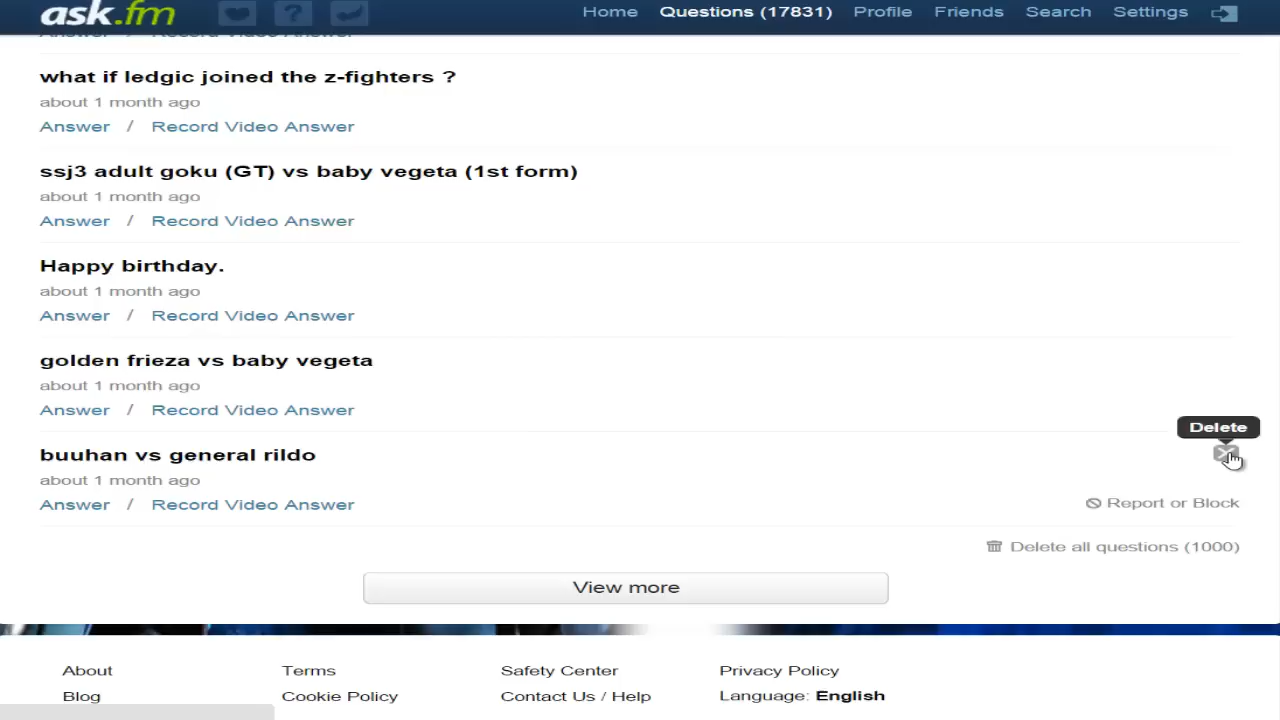 ask.fm Home Questions (17831) Profile Friends Search Settings
Answer / Record Video Answer
what if ledgic joined the z-fighters ?
about 1 month ago
Answer / Record Video Answer
ssj3 adult goku (GT) vs baby vegeta (1st form)
about 1 month ago
Answer / Record Video Answer
Happy birthday.
about 1 month ago
Answer / Record Video Answer
golden frieza vs baby vegeta
about 1 month ago
Answer / Record Video Answer
Delete
buuhan vs general rildo
about 1 month ago
Answer / Record Video Answer
Report or Block
Delete all questions (1000)
View more
About Terms Safety Center Privacy Policy
Blog Cookie Policy Contact Us / Help Language: English